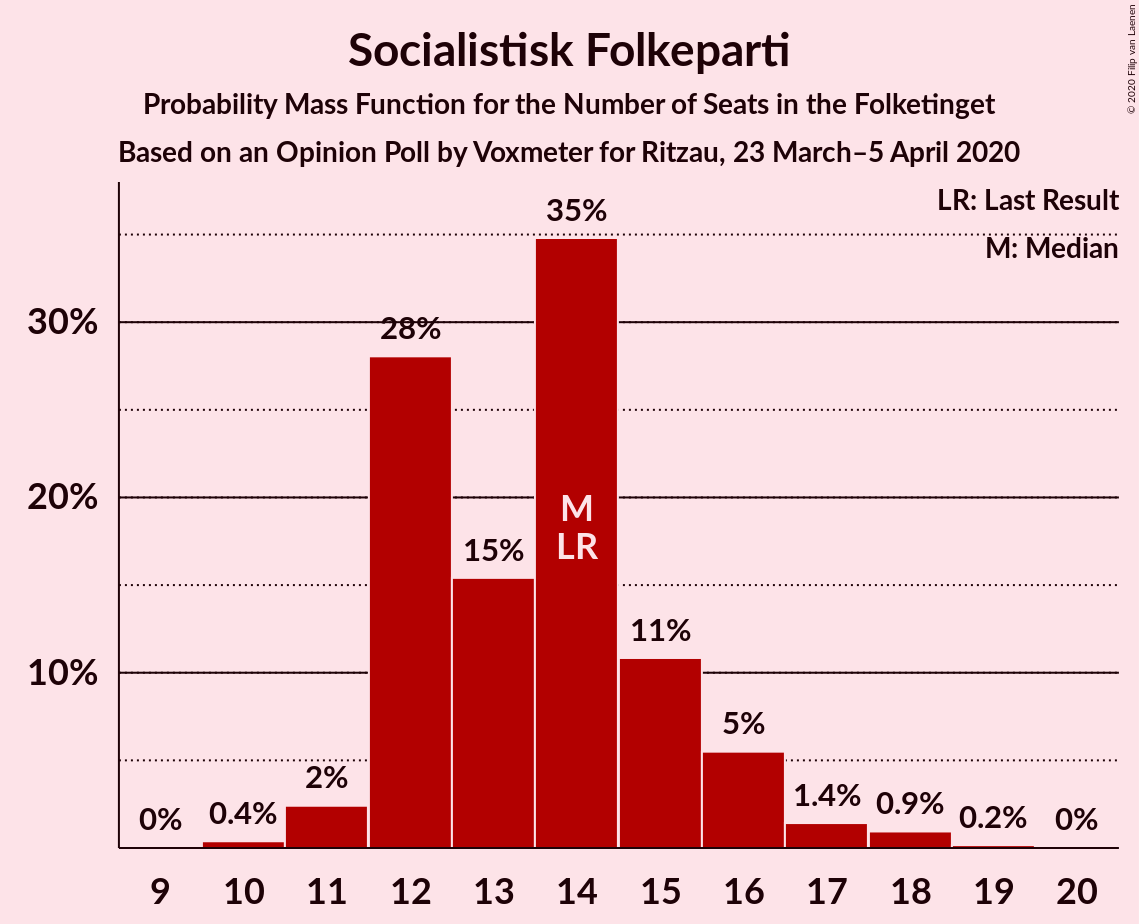 Socialistisk Folkeparti
Probability Mass Function for the Number of Seats in the Folketinget
Based on an Opinion Poll by Voxmeter for Ritzau, 23 March–5 April 2020
© 2020 Filip van Laenen
LR: Last Result
M: Median
30%
20%
10%
0%
0.4%
2%
28%
15%
35%
11%
5%
1.4%
0.9%
0.2%
0%
M
LR
9 10 11 12 13 14 15 16 17 18 19 20